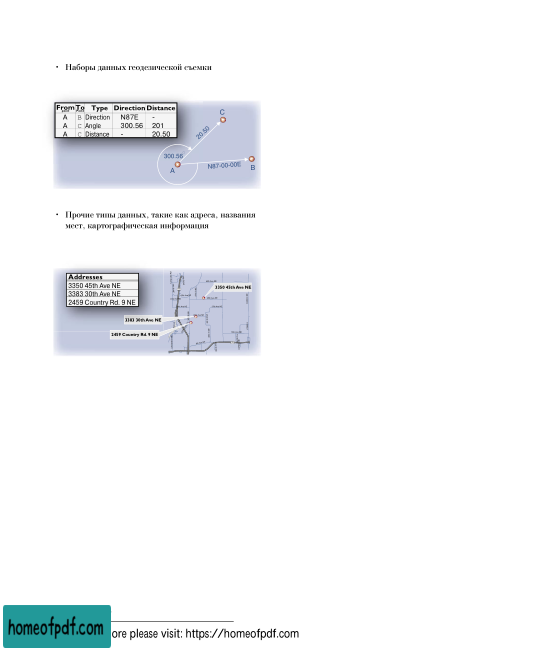 • Наборы данных геодезической съемки
From To Type Direction Distance
A B Direction N87E -
A C Angle 300.56 201
A C Distance - 20.50
C
20.50
300.56
A
N87-00-00E
B
• Прочие типы данных, такие как адреса, названия
мест, картографическая информация
Addresses
3350 45th Ave NE
3383 30th Ave NE
2459 Country Rd. 9 NE
3350 45th Ave NE
3383 30th Ave NE
2459 Country Rd. 9 NE
homeofpdf.com
ore please visit: https://homeofpdf.com